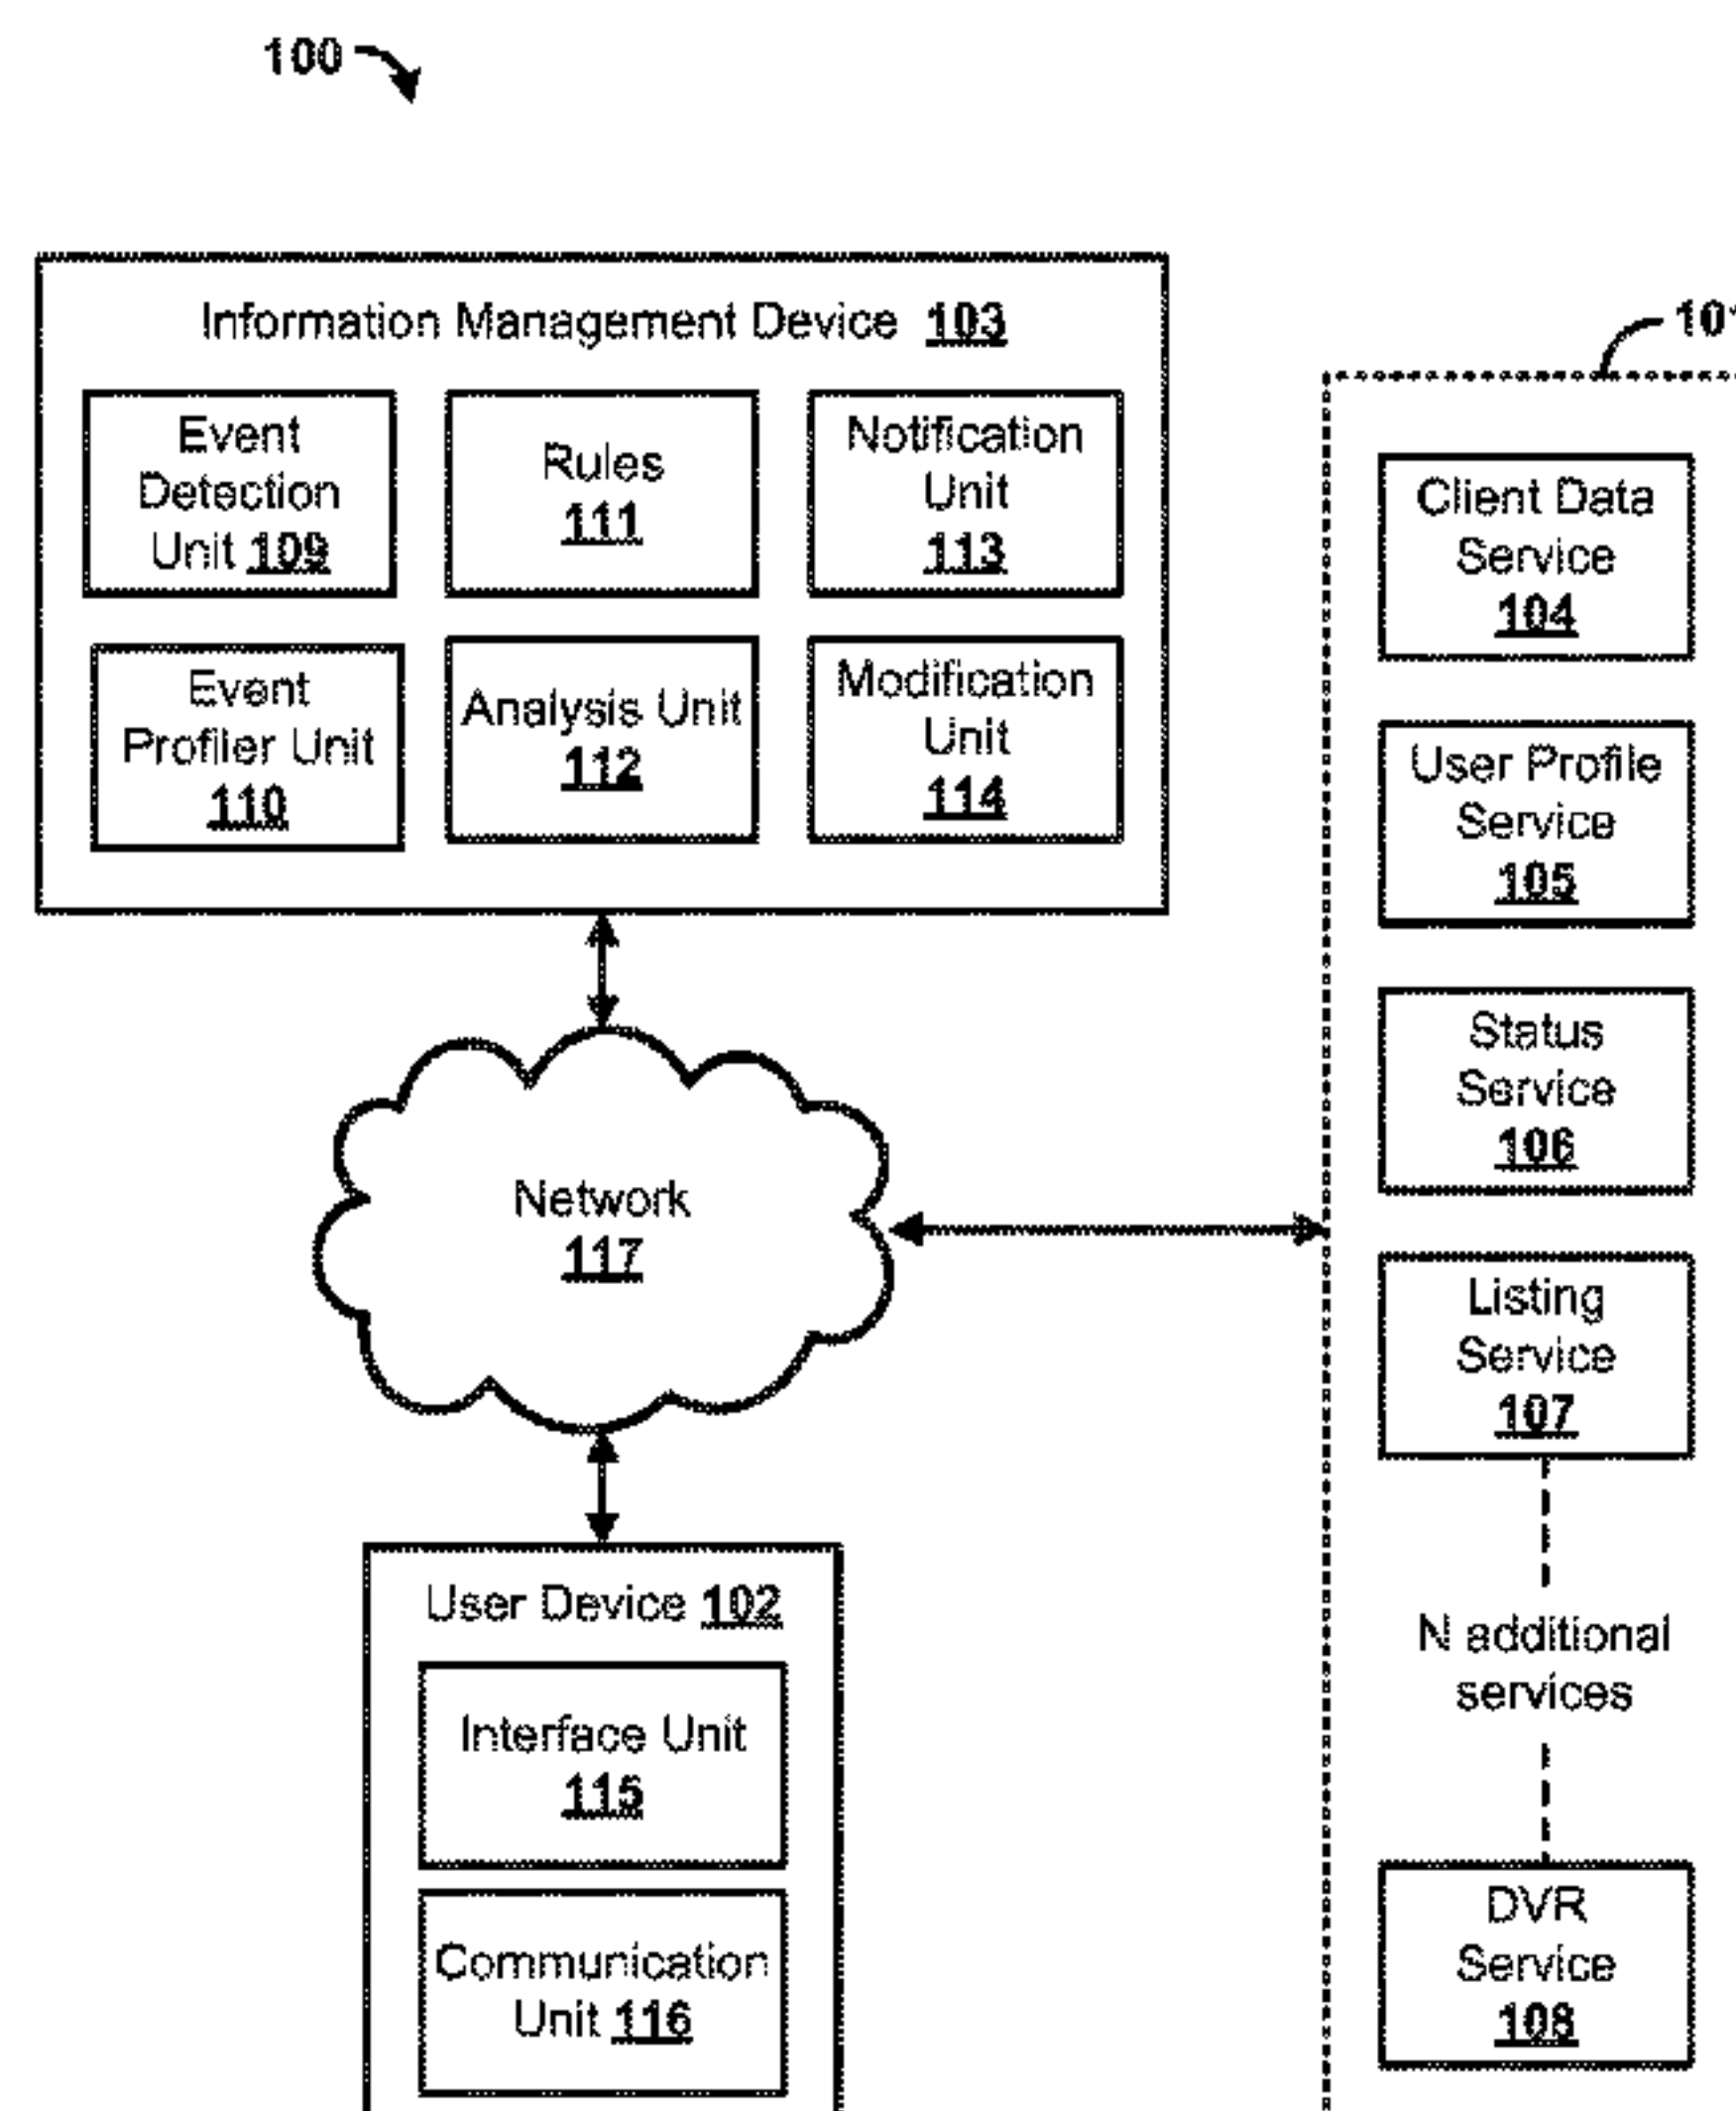 100
Information Management Device 103
Event
Detection
Unit 109
Rules
111
Notification
Unit
113
Event
Profiler Unit
110
Analysis Unit
112
Modification
Unit
114
Network
117
User Device 102
Interface Unit
115
Communication
Unit 116
101
Client Data
Service
104
User Profile
Service
105
Status
Service
106
Listing
Service
107
N additional
services
DVR
Service
108